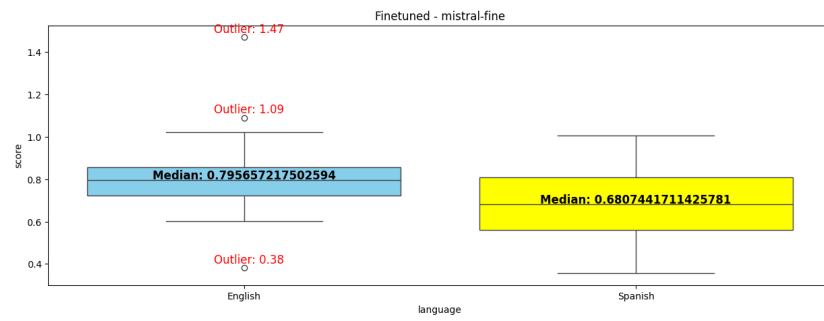 Finetuned - mistral-fine
Outlier: 1.47
1.4
1.2
Outlier: 1.09
1.0
score
Median: 0.795657217502594
0.8
Median: 0.6807441711425781
0.6
Outlier: 0.38
0.4
English
Spanish
language